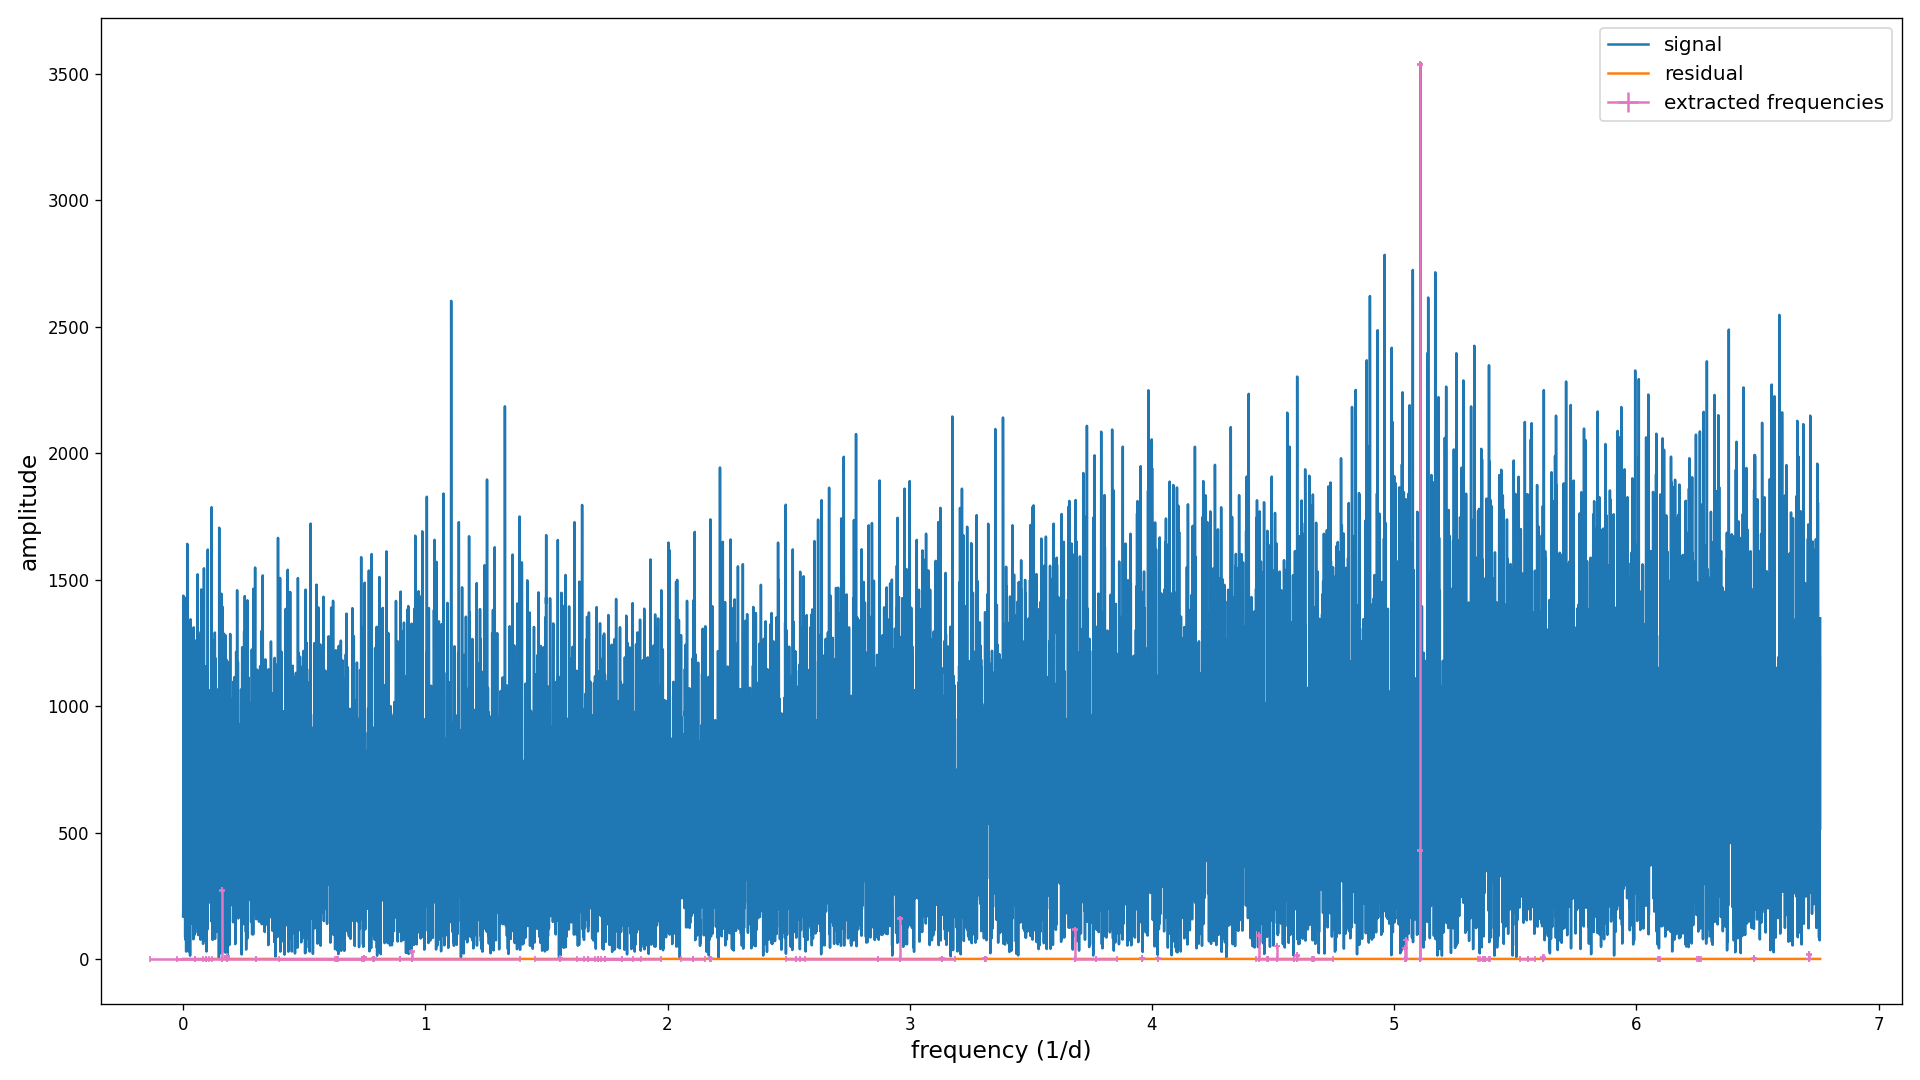 signal
residual
extracted frequencies
3500
3000
2500
2000
1500
1000
500
0
amplitude
0 1 2 3 4 5 6 7
frequency (1/d)